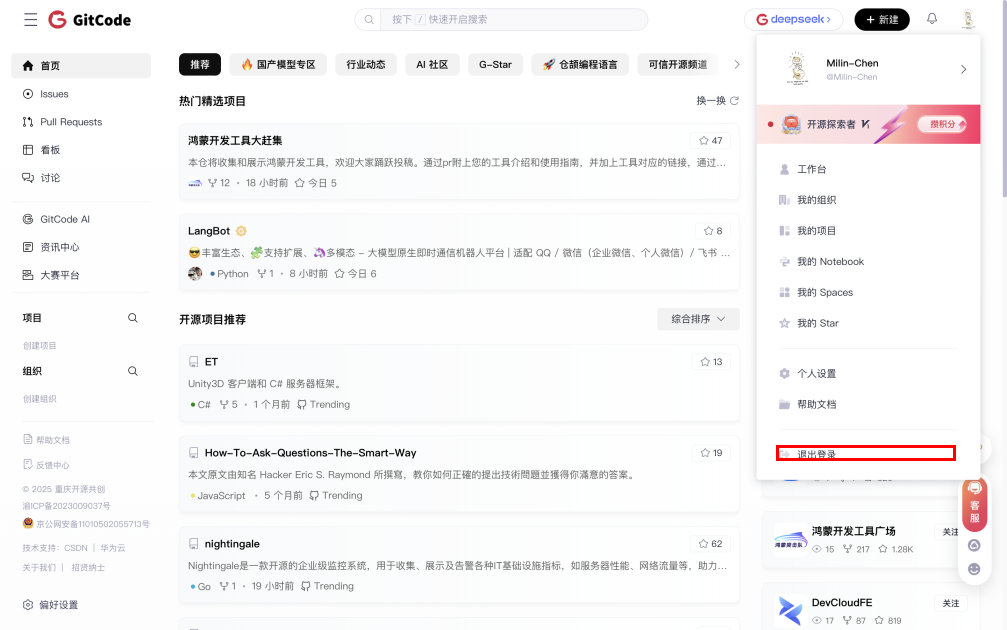 GitCode
按下 / 快速开启搜索
deepseek
新建
首页
Issues
Pull Requests
看板
讨论
GitCode AI
资讯中心
大赛平台
项目
创建项目
组织
创建组织
帮助文档
反馈中心
© 2025 重庆开源共创
渝ICP备2023009037号
京公网安备11010502055713号
技术支持：CSDN | 华为云
关于我们 | 招贤纳士
偏好设置
推荐
国产模型专区
行业动态
AI 社区
G-Star
仓颉编程语言
可信开源频道
热门精选项目
换一换
鸿蒙开发工具大赶集
47
本仓将收集和展示鸿蒙开发工具，欢迎大家踊跃投稿。通过pr附上您的工具介绍和使用指南，并加上工具对应的链接，通过...
12 · 18 小时前 今日 5
LangBot
8
😎丰富生态、🧩支持扩展、🦄多模态 - 大模型原生即时通信机器人平台 | 适配 QQ / 微信（企业微信、个人微信）/ 飞书 ...
Python 1 · 8 小时前 今日 6
开源项目推荐
综合排序
ET
13
Unity3D 客户端和 C# 服务器框架。
C# 5 · 1 个月前 Trending
How-To-Ask-Questions-The-Smart-Way
19
本文原文由知名 Hacker Eric S. Raymond 所撰寫，教你如何正確的提出技術問題並獲得你滿意的答案。
JavaScript · 5 个月前 Trending
nightingale
62
Nightingale是一款开源的企业级监控系统，用于收集、展示及告警各种IT基础设施指标，如服务器性能、网络流量等，助力...
Go 1 · 19 小时前 Trending
Milin-Chen
@Milin-Chen
开源探索者
攒积分
工作台
我的组织
我的项目
我的 Notebook
我的 Spaces
我的 Star
个人设置
帮助文档
退出登录
客服
鸿蒙开发工具广场
关注
15 217 1.28K
DevCloudFE
关注
17 87 819